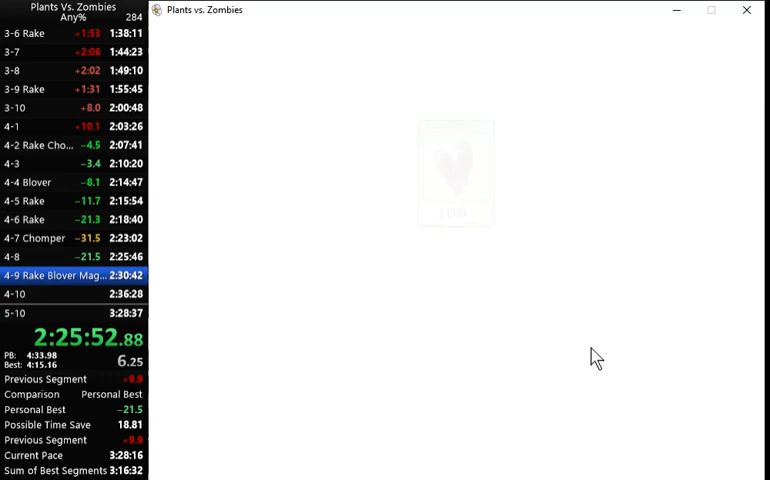 Plants Vs. Zombies
Any% 284
3-6 Rake +1:53 1:38:11
3-7 +2:06 1:44:23
3-8 +2:02 1:49:10
3-9 Rake +1:31 1:55:45
3-10 +8.0 2:00:48
4-1 +10.1 2:03:26
4-2 Rake Cho... −4.5 2:07:41
4-3 −3.4 2:10:20
4-4 Blover −8.1 2:14:47
4-5 Rake −11.7 2:15:54
4-6 Rake −21.3 2:18:40
4-7 Chomper −31.5 2:23:02
4-8 −21.5 2:25:46
4-9 Rake Blover Mag... 2:30:42
4-10 2:36:28
5-10 3:28:37
2:25:52.88
PB: 4:33.98
Best: 4:15.16
6.25
Previous Segment +9.9
Comparison Personal Best
Personal Best −21.5
Possible Time Save 18.81
Previous Segment +9.9
Current Pace 3:28:16
Sum of Best Segments 3:16:32
Plants vs. Zombies
100